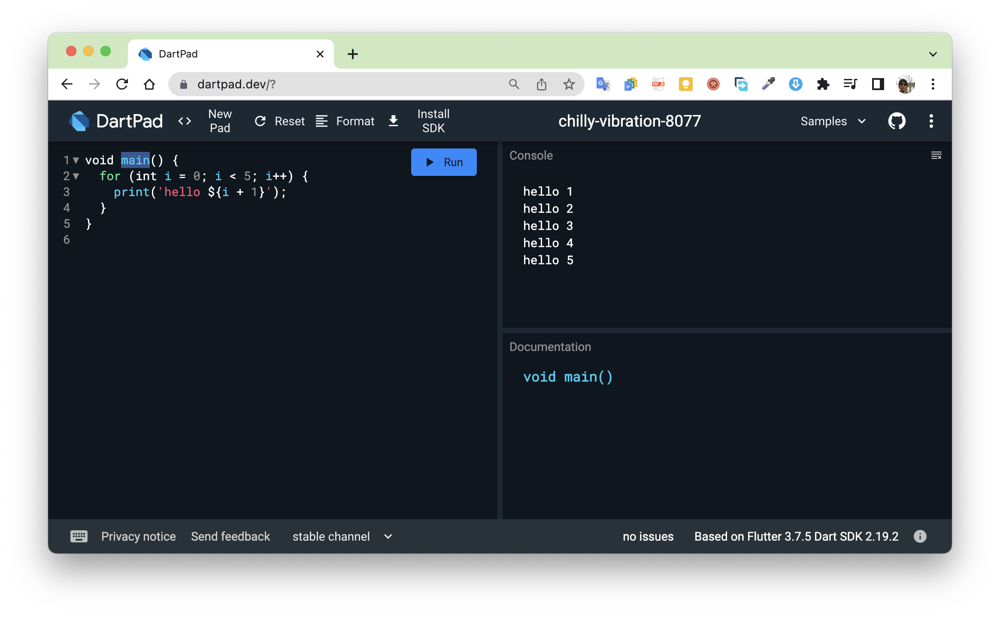 DartPad
dartpad.dev/?
DartPad
<>
New
Pad
Reset
Format
Install
SDK
chilly-vibration-8077
Samples
1 void main() {
2   for (int i = 0; i < 5; i++) {
3     print('hello ${i + 1}');
4   }
5 }
6
Run
Console
hello 1
hello 2
hello 3
hello 4
hello 5
Documentation
void main()
Privacy notice
Send feedback
stable channel
no issues
Based on Flutter 3.7.5 Dart SDK 2.19.2